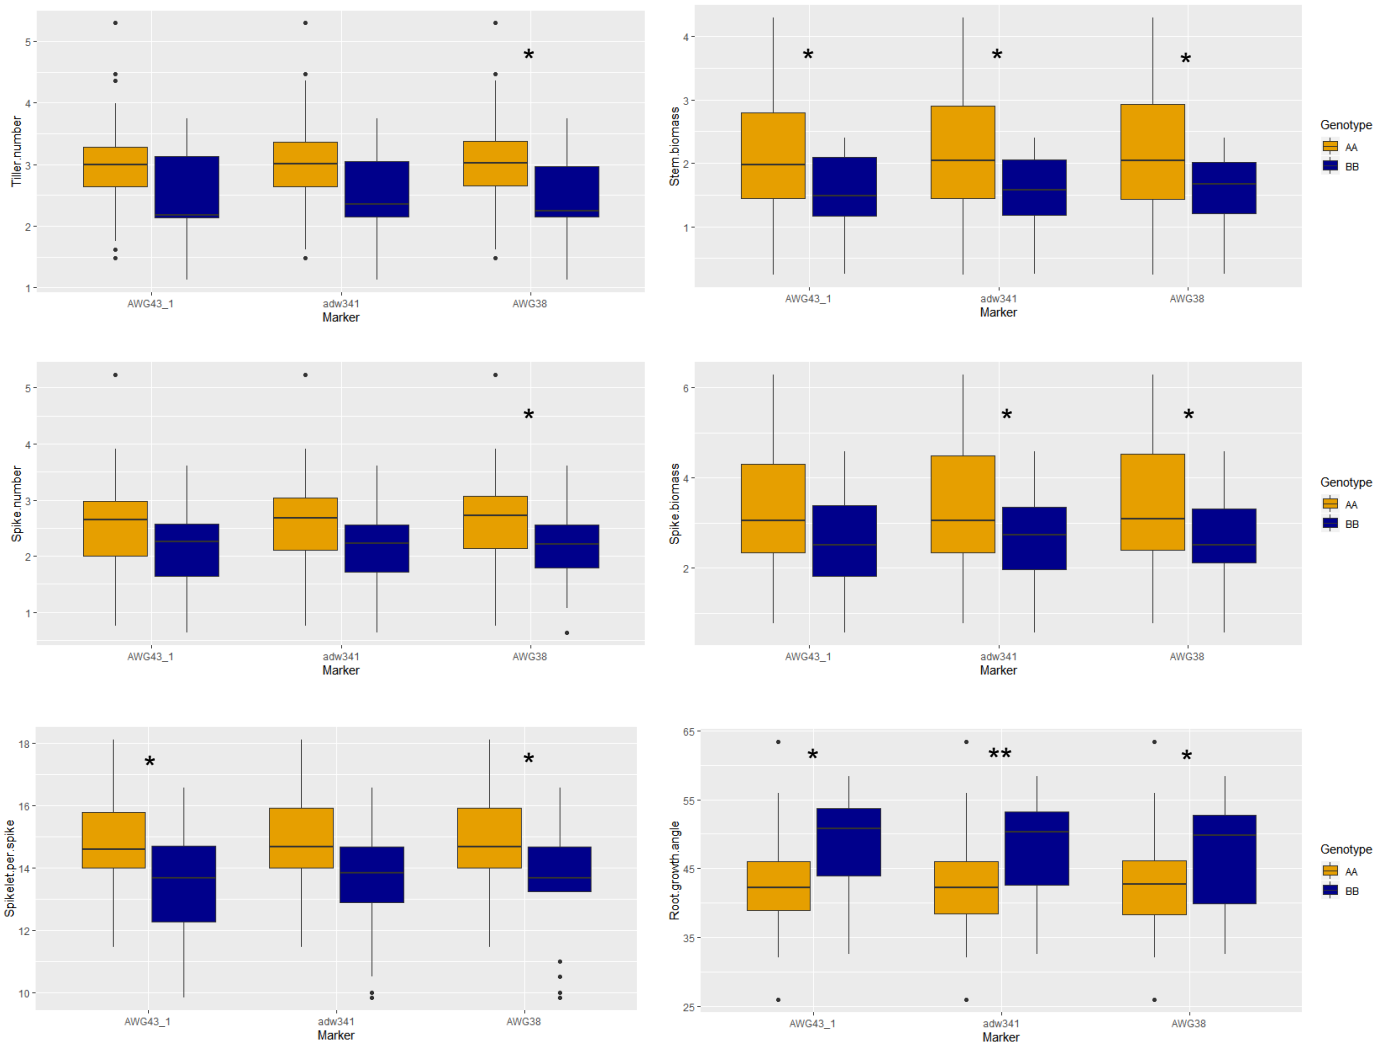 Tiller.number
5
4
3
2
1
*
AWG43_1 adw341 AWG38
Marker
Stem.biomass
4
3
2
1
* * *
AWG43_1 adw341 AWG38
Marker
Genotype
AA
BB
Spike.number
5
4
3
2
1
*
AWG43_1 adw341 AWG38
Marker
Spike.biomass
6
4
2
* *
AWG43_1 adw341 AWG38
Marker
Genotype
AA
BB
Spikelet.per.spike
18
16
14
12
10
* *
AWG43_1 adw341 AWG38
Marker
Root.growth.angle
65
55
45
35
25
* ** *
AWG43_1 adw341 AWG38
Marker
Genotype
AA
BB